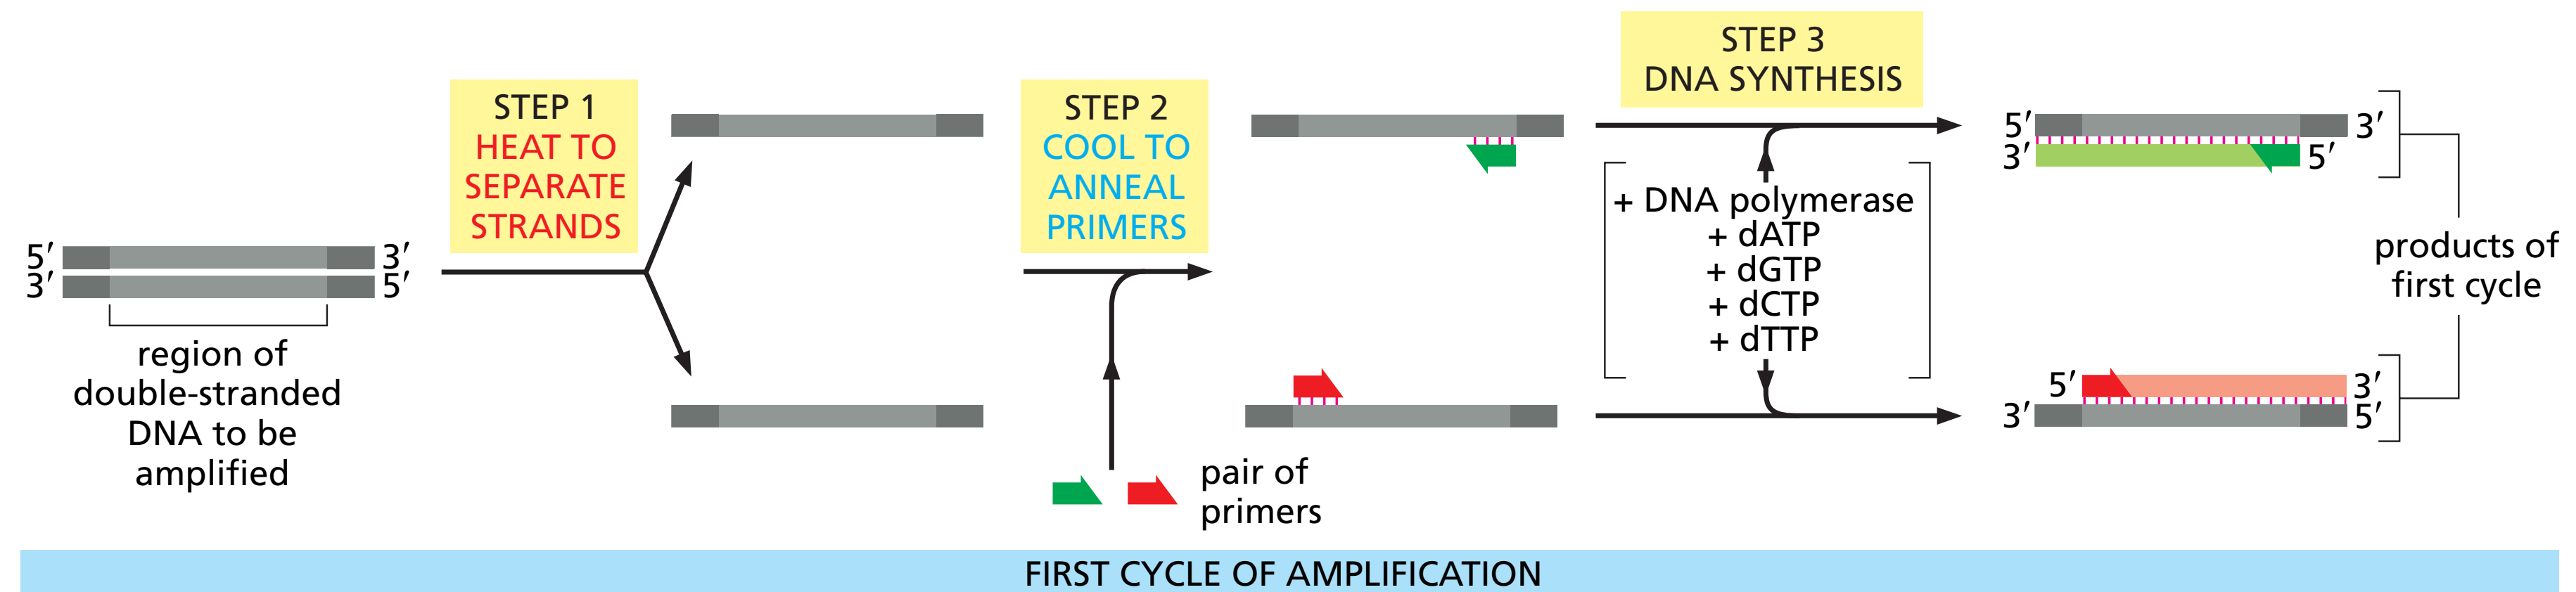 5′ 3′
3′ 5′
region of
double-stranded
DNA to be
amplified
STEP 1
HEAT TO
SEPARATE
STRANDS
STEP 2
COOL TO
ANNEAL
PRIMERS
pair of
primers
STEP 3
DNA SYNTHESIS
+ DNA polymerase
+ dATP
+ dGTP
+ dCTP
+ dTTP
5′ 3′
3′ 5′
5′ 3′
3′ 5′
products of
first cycle
FIRST CYCLE OF AMPLIFICATION